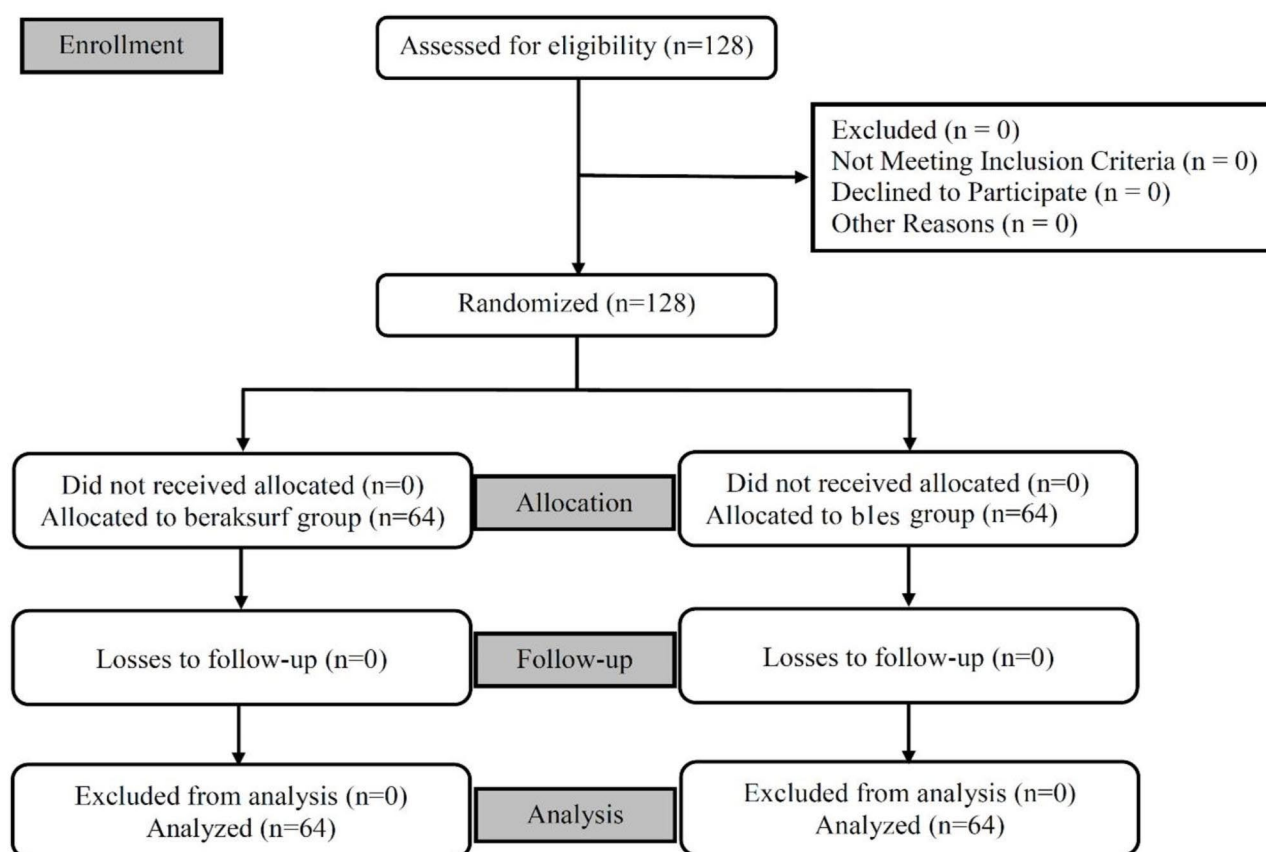 Enrollment
Assessed for eligibility (n=128)
Excluded (n = 0)
Not Meeting Inclusion Criteria (n = 0)
Declined to Participate (n = 0)
Other Reasons (n = 0)
Randomized (n=128)
Did not received allocated (n=0)
Allocated to beraksurf group (n=64)
Allocation
Did not received allocated (n=0)
Allocated to bles group (n=64)
Losses to follow-up (n=0)
Follow-up
Losses to follow-up (n=0)
Excluded from analysis (n=0)
Analyzed (n=64)
Analysis
Excluded from analysis (n=0)
Analyzed (n=64)